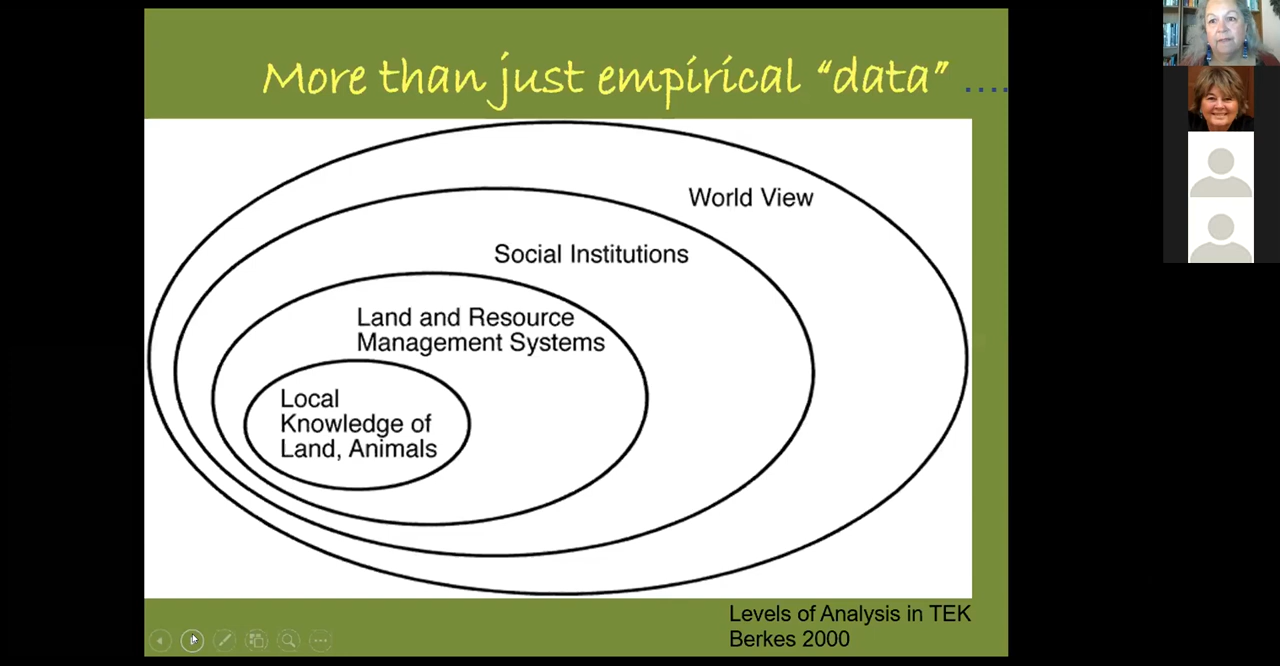 More than just empirical “data” ....
World View
Social Institutions
Land and Resource
Management Systems
Local
Knowledge of
Land, Animals
Levels of Analysis in TEK
Berkes 2000